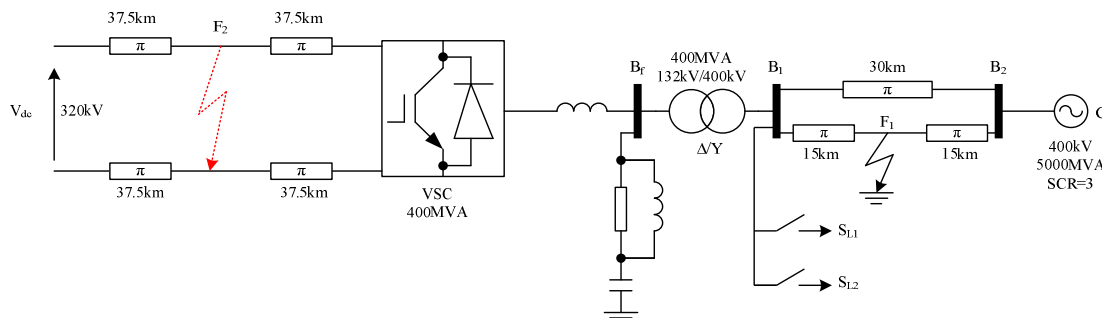 37.5km
F2
37.5km
π
π
Vdc
320kV
π
π
37.5km
37.5km
VSC
400MVA
Bf
400MVA
132kV/400kV
Δ/Y
B1
30km
π
B2
π
F1
π
15km
15km
G
400kV
5000MVA
SCR=3
SL1
SL2